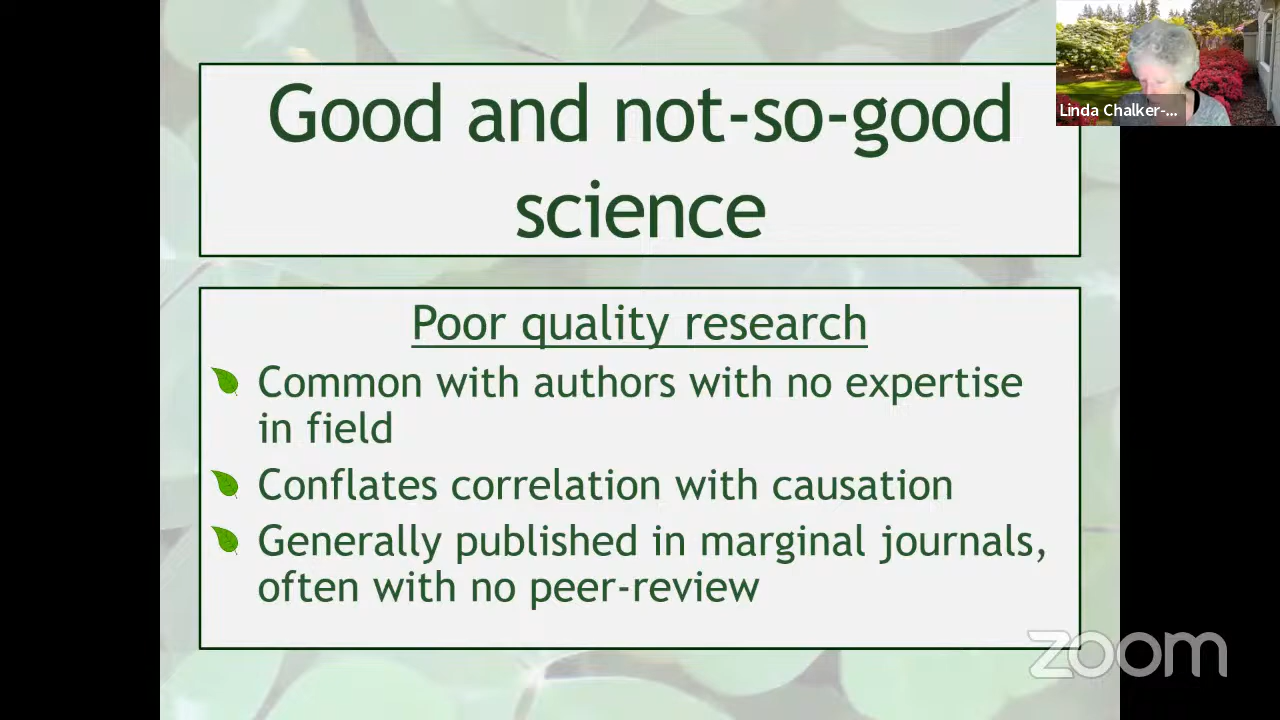 Good and not-so-good
science
Linda Chalker-...
Poor quality research
Common with authors with no expertise
in field
Conflates correlation with causation
Generally published in marginal journals,
often with no peer-review
zoom